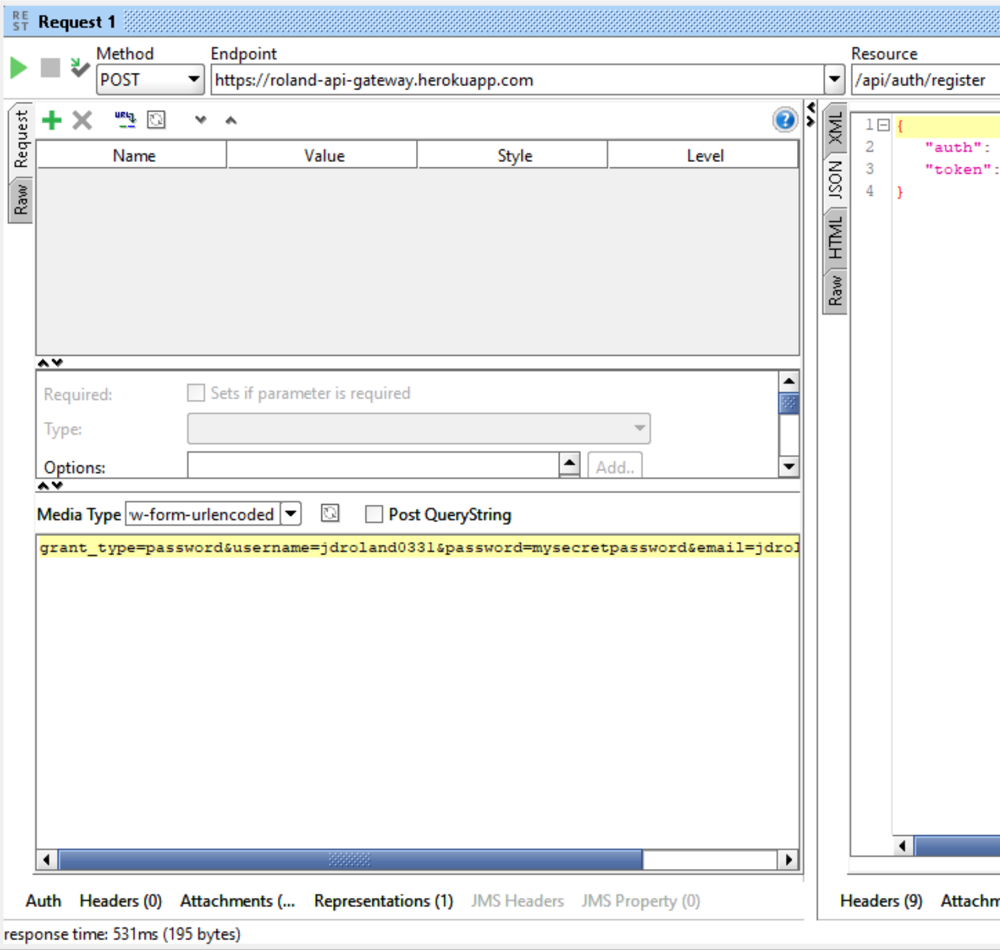 REST Request 1
Method Endpoint Resource
POST https://roland-api-gateway.herokuapp.com /api/auth/register
Request
Raw
URL
Name Value Style Level
Required: Sets if parameter is required
Type:
Options: Add..
Media Type w-form-urlencoded Post QueryString
grant_type=password&username=jdroland0331&password=mysecretpassword&email=jdrol
Auth Headers (0) Attachments (... Representations (1) JMS Headers JMS Property (0)
response time: 531ms (195 bytes)
XML
JSON
HTML
Raw
1 {
2 "auth":
3 "token":
4 }
Headers (9) Attachm